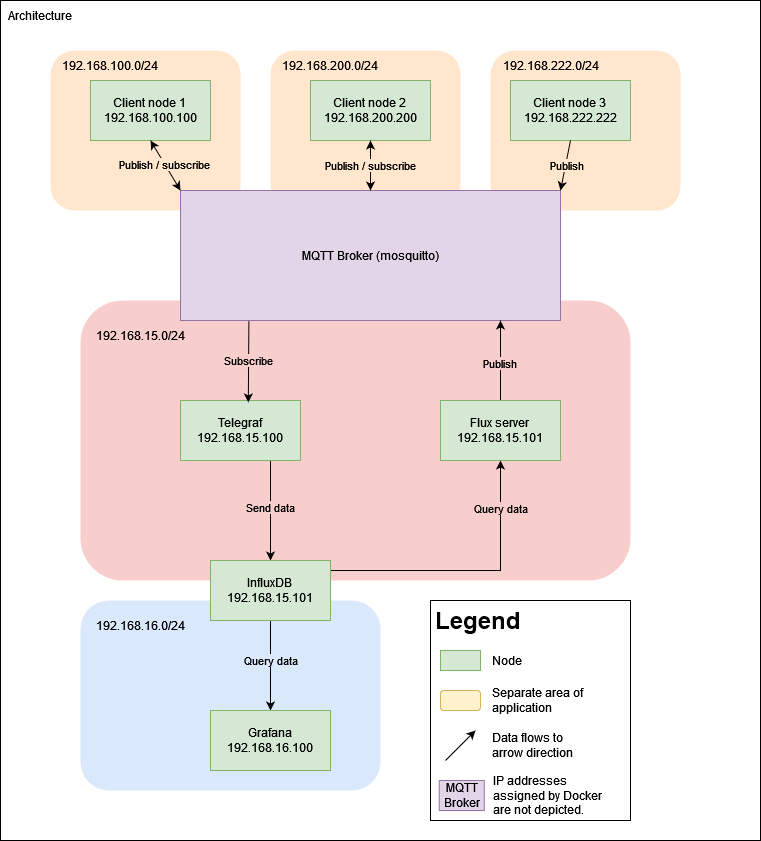 Architecture
192.168.100.0/24
192.168.200.0/24
192.168.222.0/24
Client node 1
192.168.100.100
Client node 2
192.168.200.200
Client node 3
192.168.222.222
Publish / subscribe
Publish / subscribe
Publish
MQTT Broker (mosquitto)
192.168.15.0/24
Subscribe
Publish
Telegraf
192.168.15.100
Flux server
192.168.15.101
Send data
Query data
InfluxDB
192.168.15.101
192.168.16.0/24
Query data
Grafana
192.168.16.100
Legend
Node
Separate area of
application
Data flows to
arrow direction
MQTT
Broker
IP addresses
assigned by Docker
are not depicted.